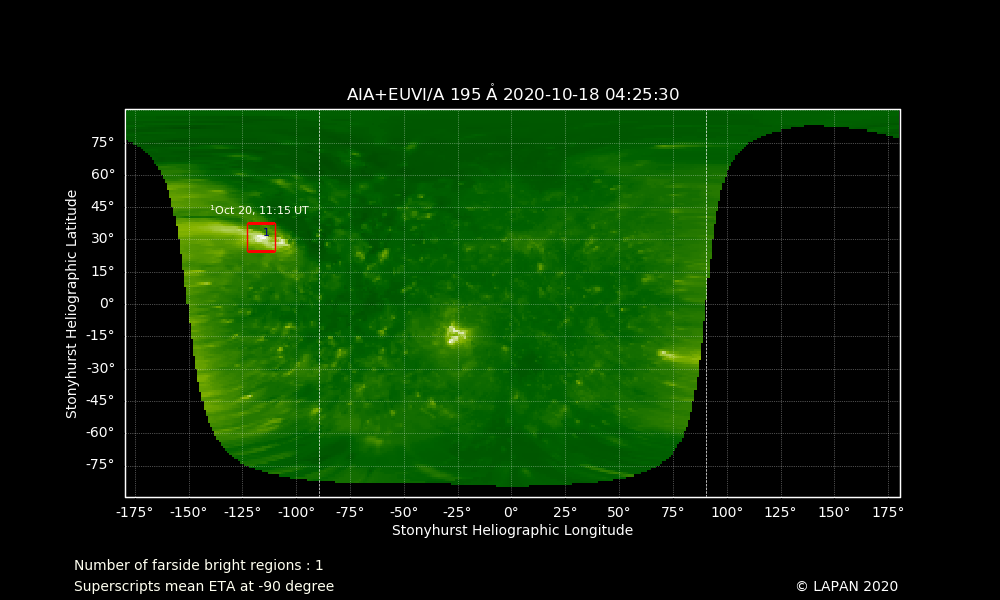 AIA+EUVI/A 195 Å 2020-10-18 04:25:30
75°
60°
45°
30°
15°
0°
-15°
-30°
-45°
-60°
-75°
Stonyhurst Heliographic Latitude
¹Oct 20, 11:15 UT
1
-175° -150° -125° -100° -75° -50° -25° 0° 25° 50° 75° 100° 125° 150° 175°
Stonyhurst Heliographic Longitude
Number of farside bright regions : 1
Superscripts mean ETA at -90 degree
© LAPAN 2020